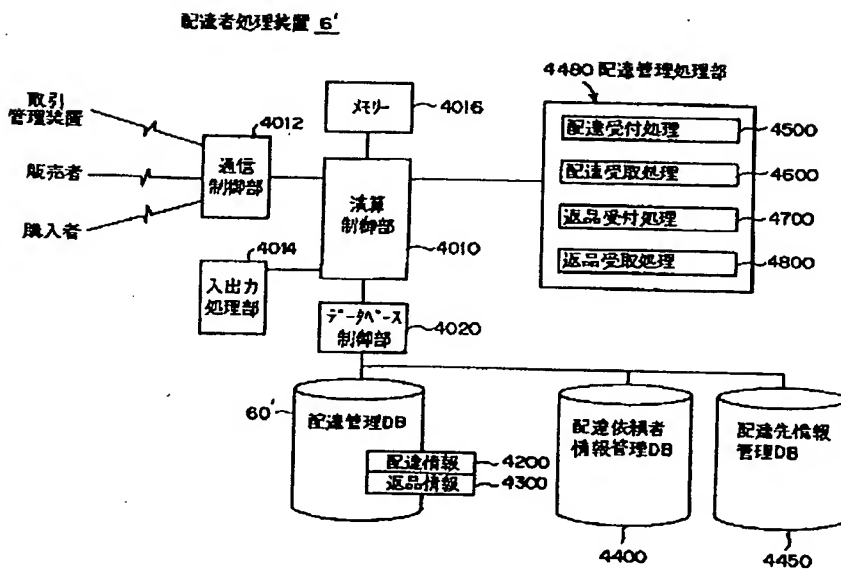 配達者処理装置 6'
4480 配達管理処理部
取引
管理装置
販売者
購入者
4012
通信
制御部
メモリー
4016
演算
制御部
4010
4014
入出力
処理部
データベース
制御部
4020
配達受付処理
4500
配達受取処理
4600
返品受付処理
4700
返品受取処理
4800
60'
配達管理DB
配達情報
4200
返品情報
4300
配達依頼者
情報管理DB
4400
配達先情報
管理DB
4450